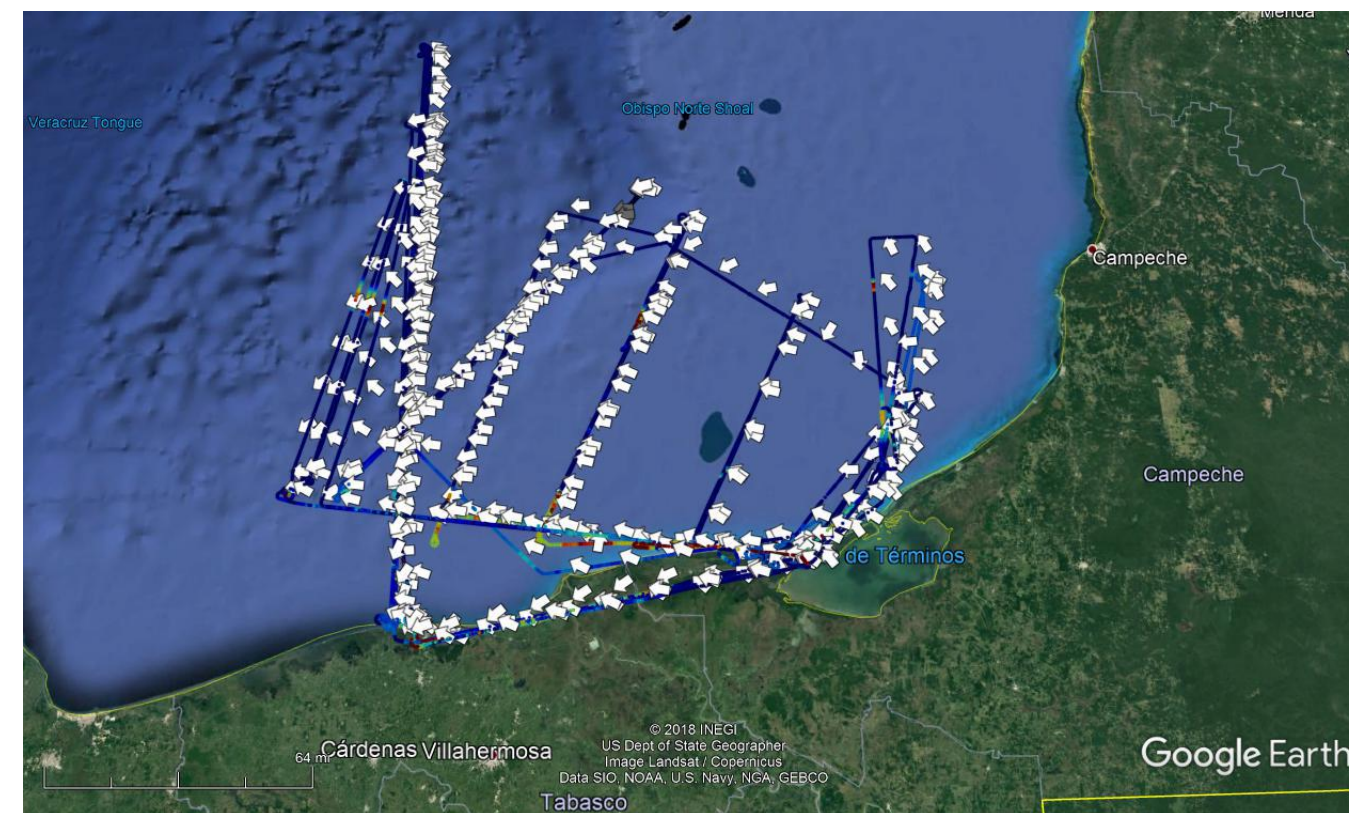 Mérida
Veracruz Tongue
Obispo Norte Shoal
Campeche
Campeche
de Términos
© 2018 INEGI
US Dept of State Geographer
Image Landsat / Copernicus
Data SIO, NOAA, U.S. Navy, NGA, GEBCO
64 mi
Cárdenas
Villahermosa
Google Earth
Tabasco